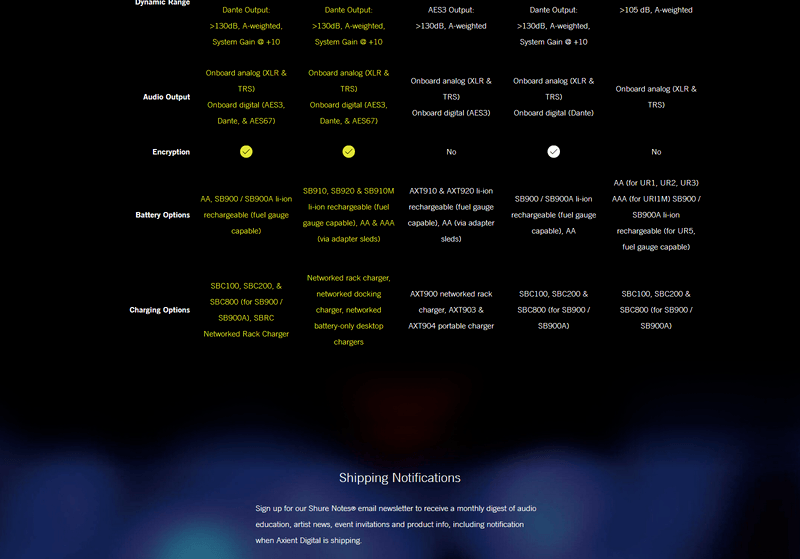 Dynamic Range
Dante Output:
>130dB, A-weighted,
System Gain @ +10
Dante Output:
>130dB, A-weighted,
System Gain @ +10
AES3 Output:
>130dB, A-weighted
Dante Output:
>130dB, A-weighted,
System Gain @ +10
>105 dB, A-weighted
Audio Output
Onboard analog (XLR &
TRS)
Onboard digital (AES3,
Dante, & AES67)
Onboard analog (XLR &
TRS)
Onboard digital (AES3,
Dante, & AES67)
Onboard analog (XLR &
TRS)
Onboard digital (AES3)
Onboard analog (XLR &
TRS)
Onboard digital (Dante)
Onboard analog (XLR &
TRS)
Encryption
No
No
Battery Options
AA, SB900 / SB900A li-ion
rechargeable (fuel gauge
capable)
SB910, SB920 & SB910M
li-ion rechargeable (fuel
gauge capable), AA & AAA
(via adapter sleds)
AXT910 & AXT920 li-ion
rechargeable (fuel gauge
capable), AA (via adapter
sleds)
SB900 / SB900A li-ion
rechargeable (fuel gauge
capable), AA
AA (for UR1, UR2, UR3)
AAA (for URI1M) SB900 /
SB900A li-ion
rechargeable (for UR5,
fuel gauge capable)
Charging Options
SBC100, SBC200, &
SBC800 (for SB900 /
SB900A), SBRC
Networked Rack Charger
Networked rack charger,
networked docking
charger, networked
battery-only desktop
chargers
AXT900 networked rack
charger, AXT903 &
AXT904 portable charger
SBC100, SBC200 &
SBC800 (for SB900 /
SB900A)
SBC100, SBC200 &
SBC800 (for SB900 /
SB900A)
Shipping Notifications
Sign up for our Shure Notes® email newsletter to receive a monthly digest of audio
education, artist news, event invitations and product info, including notification
when Axient Digital is shipping.